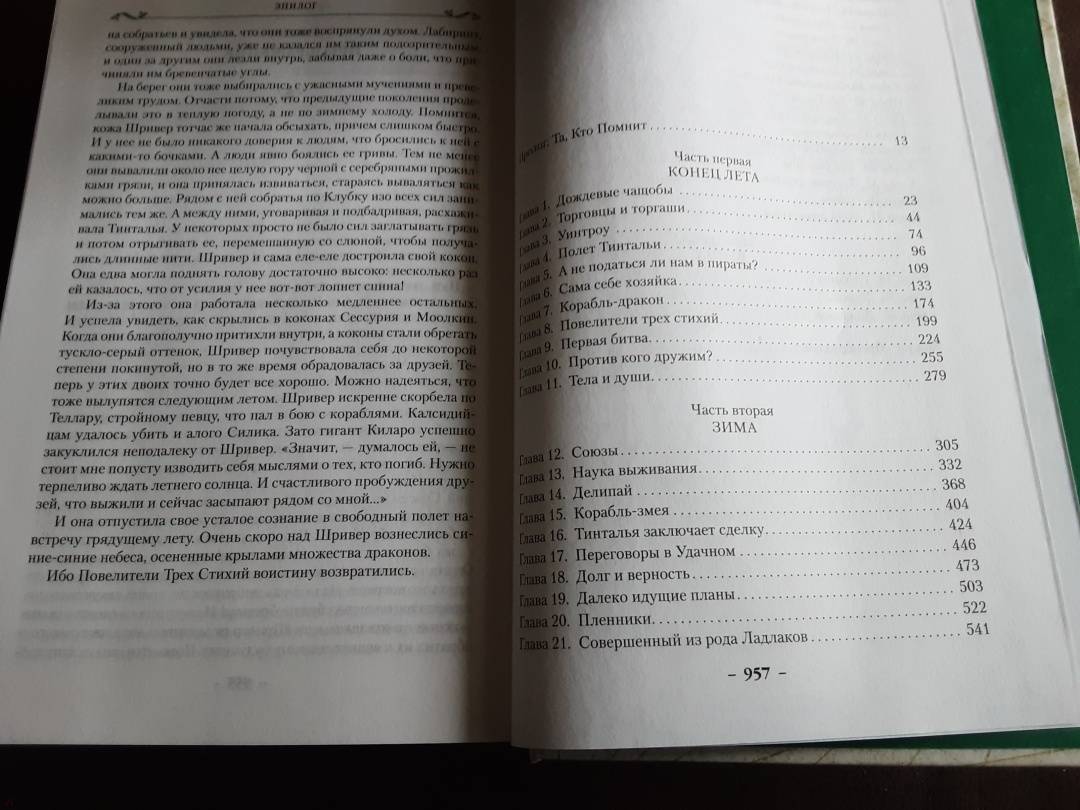 ЭПИЛОГ
на собратьев и увидела, что они тоже воспрянули духом. Лабиринт,
сооруженный людьми, уже не казался им таким подозрительным,
и один за другим они лезли внутрь, забывая даже о боли, что при-
чиняли им бревенчатые углы.
На берег они тоже выбирались с ужасными мучениями и преве-
ликим трудом. Отчасти потому, что предыдущие поколения проде-
лывали это в теплую погоду, а не по зимнему холоду. Помнится,
кожа Шривер тотчас же начала обсыхать, причем слишком быстро.
И у нее не было никакого доверия к людям, что бросились к ней с
какими-то бочками. А люди явно боялись ее гривы. Тем не менее
они вывалили около нее целую гору черной с серебряными прожил-
ками грязи, и она принялась извиваться, стараясь вываляться как
можно больше. Рядом с ней собратья по Клубку изо всех сил зани-
мались тем же. А между ними, уговаривая и подбадривая, расхажи-
вала Тинталья. У некоторых просто не было сил заглатывать грязь
и потом отрыгивать ее, перемешанную со слюной, чтобы получа-
лись длинные нити. Шривер и сама еле-еле достроила свой кокон.
Она едва могла поднять голову достаточно высоко: несколько раз
ей казалось, что от усилия у нее вот-вот лопнет спина!
Из-за этого она работала несколько медленнее остальных.
И успела увидеть, как скрылись в коконах Сессурия и Моолкин.
Когда они благополучно притихли внутри, а коконы стали обретать
тускло-серый оттенок, Шривер почувствовала себя до некоторой
степени покинутой, но в то же время обрадовалась за друзей. Те-
перь у этих двоих точно будет все хорошо. Можно надеяться, что
тоже вылупятся следующим летом. Шривер искренне скорбела по
Теллару, стройному певцу, что пал в бою с кораблями. Калсидий-
цам удалось убить и алого Силика. Зато гигант Киларо успешно
закуклился неподалеку от Шривер. «Значит, — думалось ей, — не
стоит мне попусту изводить себя мыслями о тех, кто погиб. Нужно
терпеливо ждать летнего солнца. И счастливого пробуждения дру-
зей, что выжили и сейчас засыпают рядом со мной...»
И она отпустила свое усталое сознание в свободный полет на-
встречу грядущему лету. Очень скоро над Шривер вознеслись си-
ние-синие небеса, осененные крылами множества драконов.
Ибо Повелители Трех Стихий воистину возвратились.
Пролог. Та, Кто Помнит 13
Часть первая
КОНЕЦ ЛЕТА
Глава 1. Дождевые чащобы 23
Глава 2. Торговцы и торгаши 44
Глава 3. Уинтроу 74
Глава 4. Полет Тинтальи 96
Глава 5. А не податься ли нам в пираты? 109
Глава 6. Сама себе хозяйка 133
Глава 7. Корабль-дракон 174
Глава 8. Повелители трех стихий 199
Глава 9. Первая битва 224
Глава 10. Против кого дружим? 255
Глава 11. Тела и души 279
Часть вторая
ЗИМА
Глава 12. Союзы 305
Глава 13. Наука выживания 332
Глава 14. Делипай 368
Глава 15. Корабль-змея 404
Глава 16. Тинталья заключает сделку 424
Глава 17. Переговоры в Удачном 446
Глава 18. Долг и верность 473
Глава 19. Далеко идущие планы 503
Глава 20. Пленники 522
Глава 21. Совершенный из рода Ладлаков 541
– 957 –